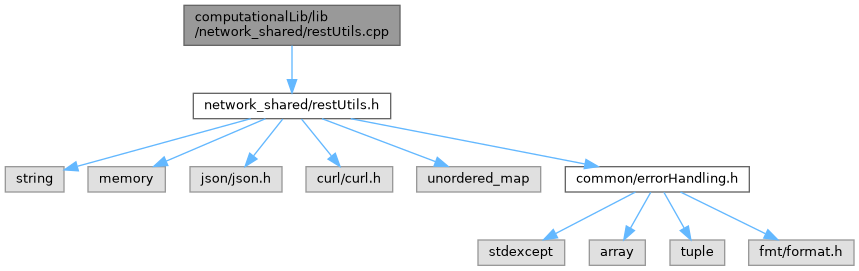 computationalLib/lib
/network_shared/restUtils.cpp
network_shared/restUtils.h
string
memory
json/json.h
curl/curl.h
unordered_map
common/errorHandling.h
stdexcept
array
tuple
fmt/format.h